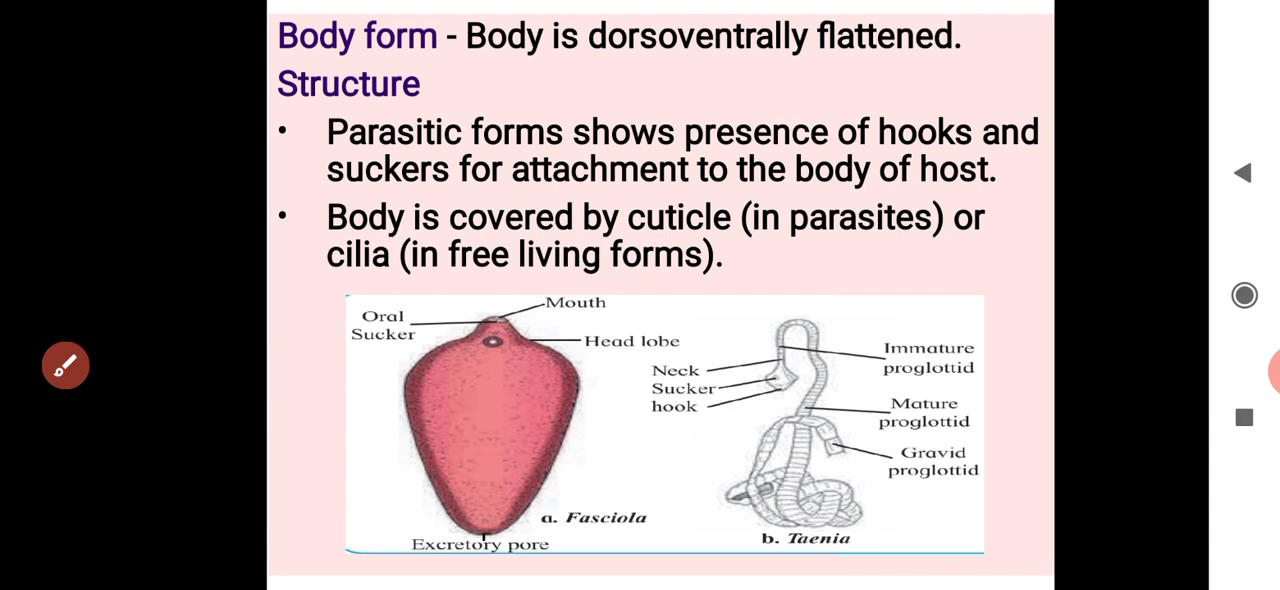 Body form - Body is dorsoventrally flattened.
Structure
• Parasitic forms shows presence of hooks and
suckers for attachment to the body of host.
• Body is covered by cuticle (in parasites) or
cilia (in free living forms).
Mouth
Oral
Sucker
Head lobe
a. Fasciola
Excretory pore
Neck
Sucker
hook
Immature
proglottid
Mature
proglottid
Gravid
proglottid
b. Taenia